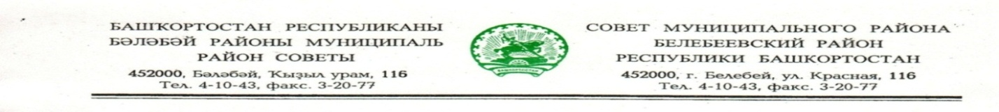 БАШҠОРТОСТАН РЕСПУБЛИКАҺЫ
БӘЛӘБӘЙ РАЙОНЫ МУНИЦИПАЛЬ
РАЙОН СОВЕТЫ
452000, Бәләбәй, Ҡыҙыл урам, 116
Тел. 4-10-43, факс. 3-20-77
Башкортостан
СОВЕТ МУНИЦИПАЛЬНОГО РАЙОНА
БЕЛЕБЕЕВСКИЙ РАЙОН
РЕСПУБЛИКИ БАШКОРТОСТАН
452000, г. Белебей, ул. Красная, 116
Тел. 4-10-43, факс. 3-20-77